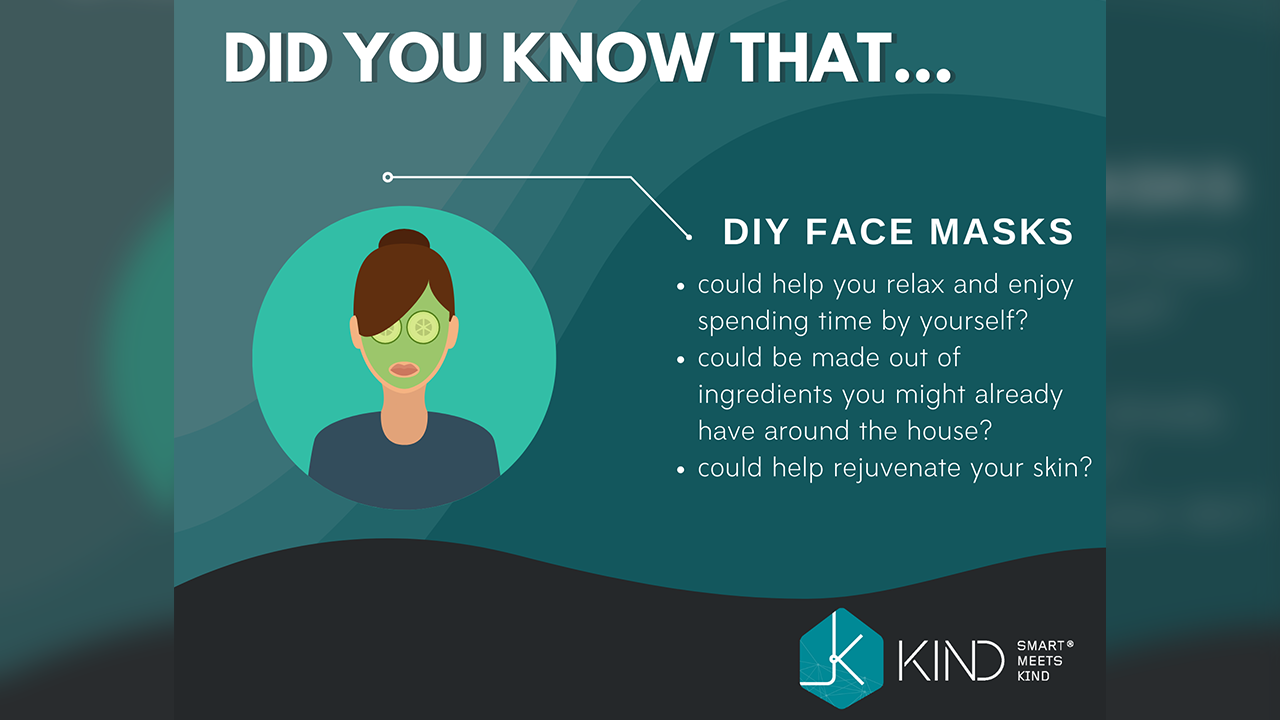 DID YOU KNOW THAT...
DIY FACE MASKS
• could help you relax and enjoy
spending time by yourself?
• could be made out of
ingredients you might already
have around the house?
• could help rejuvenate your skin?
K
KIND
SMART®
MEETS
KIND